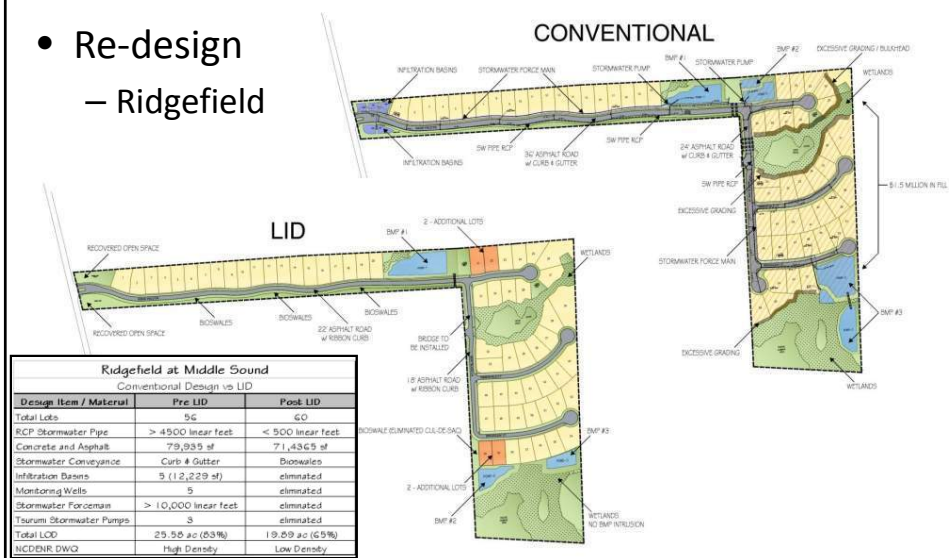 • Re-design
– Ridgefield
CONVENTIONAL
INFILTRATION BASINS
STORMWATER FORCE MAIN
STORMWATER PUMP
BMP #1
STORMWATER PUMP
BMP #2
EXCESSIVE GRADING / BULKHEAD
WETLANDS
INFILTRATION BASINS
SW PIPE RCP
36' ASPHALT ROAD
w/ CURB & GUTTER
SW PIPE RCP
24' ASPHALT ROAD
w/ CURB & GUTTER
SW PIPE RCP
EXCESSIVE GRADING
$1.5 MILLION IN FILL
STORMWATER FORCE MAIN
BMP #3
EXCESSIVE GRADING
WETLANDS
LID
RECOVERED OPEN SPACE
BMP #1
2 - ADDITIONAL LOTS
WETLANDS
RECOVERED OPEN SPACE
BIOSWALES
BIOSWALES
BIOSWALES
22' ASPHALT ROAD
w/ RIBBON CURB
BRIDGE TO
BE INSTALLED
18' ASPHALT ROAD
w/ RIBBON CURB
BIOSWALE (ELIMINATED CUL-DE-SAC)
BMP #3
2 - ADDITIONAL LOTS
BMP #2
WETLANDS
NO BMP INTRUSION
Ridgefield at Middle Sound
Conventional Design vs LID
Design Item / Material Pre LID Post LID
Total Lots 56 60
RCP Stormwater Pipe > 4500 linear feet < 500 linear feet
Concrete and Asphalt 79,935 sf 71,4365 sf
Stormwater Conveyance Curb & Gutter Bioswales
Infiltration Basins 5 (12,229 sf) eliminated
Monitoring Wells 5 eliminated
Stormwater Forcemain > 10,000 linear feet eliminated
Tsurumi Stormwater Pumps 3 eliminated
Total LOD 25.58 ac (83%) 19.89 ac (65%)
NCDENR DWQ High Density Low Density